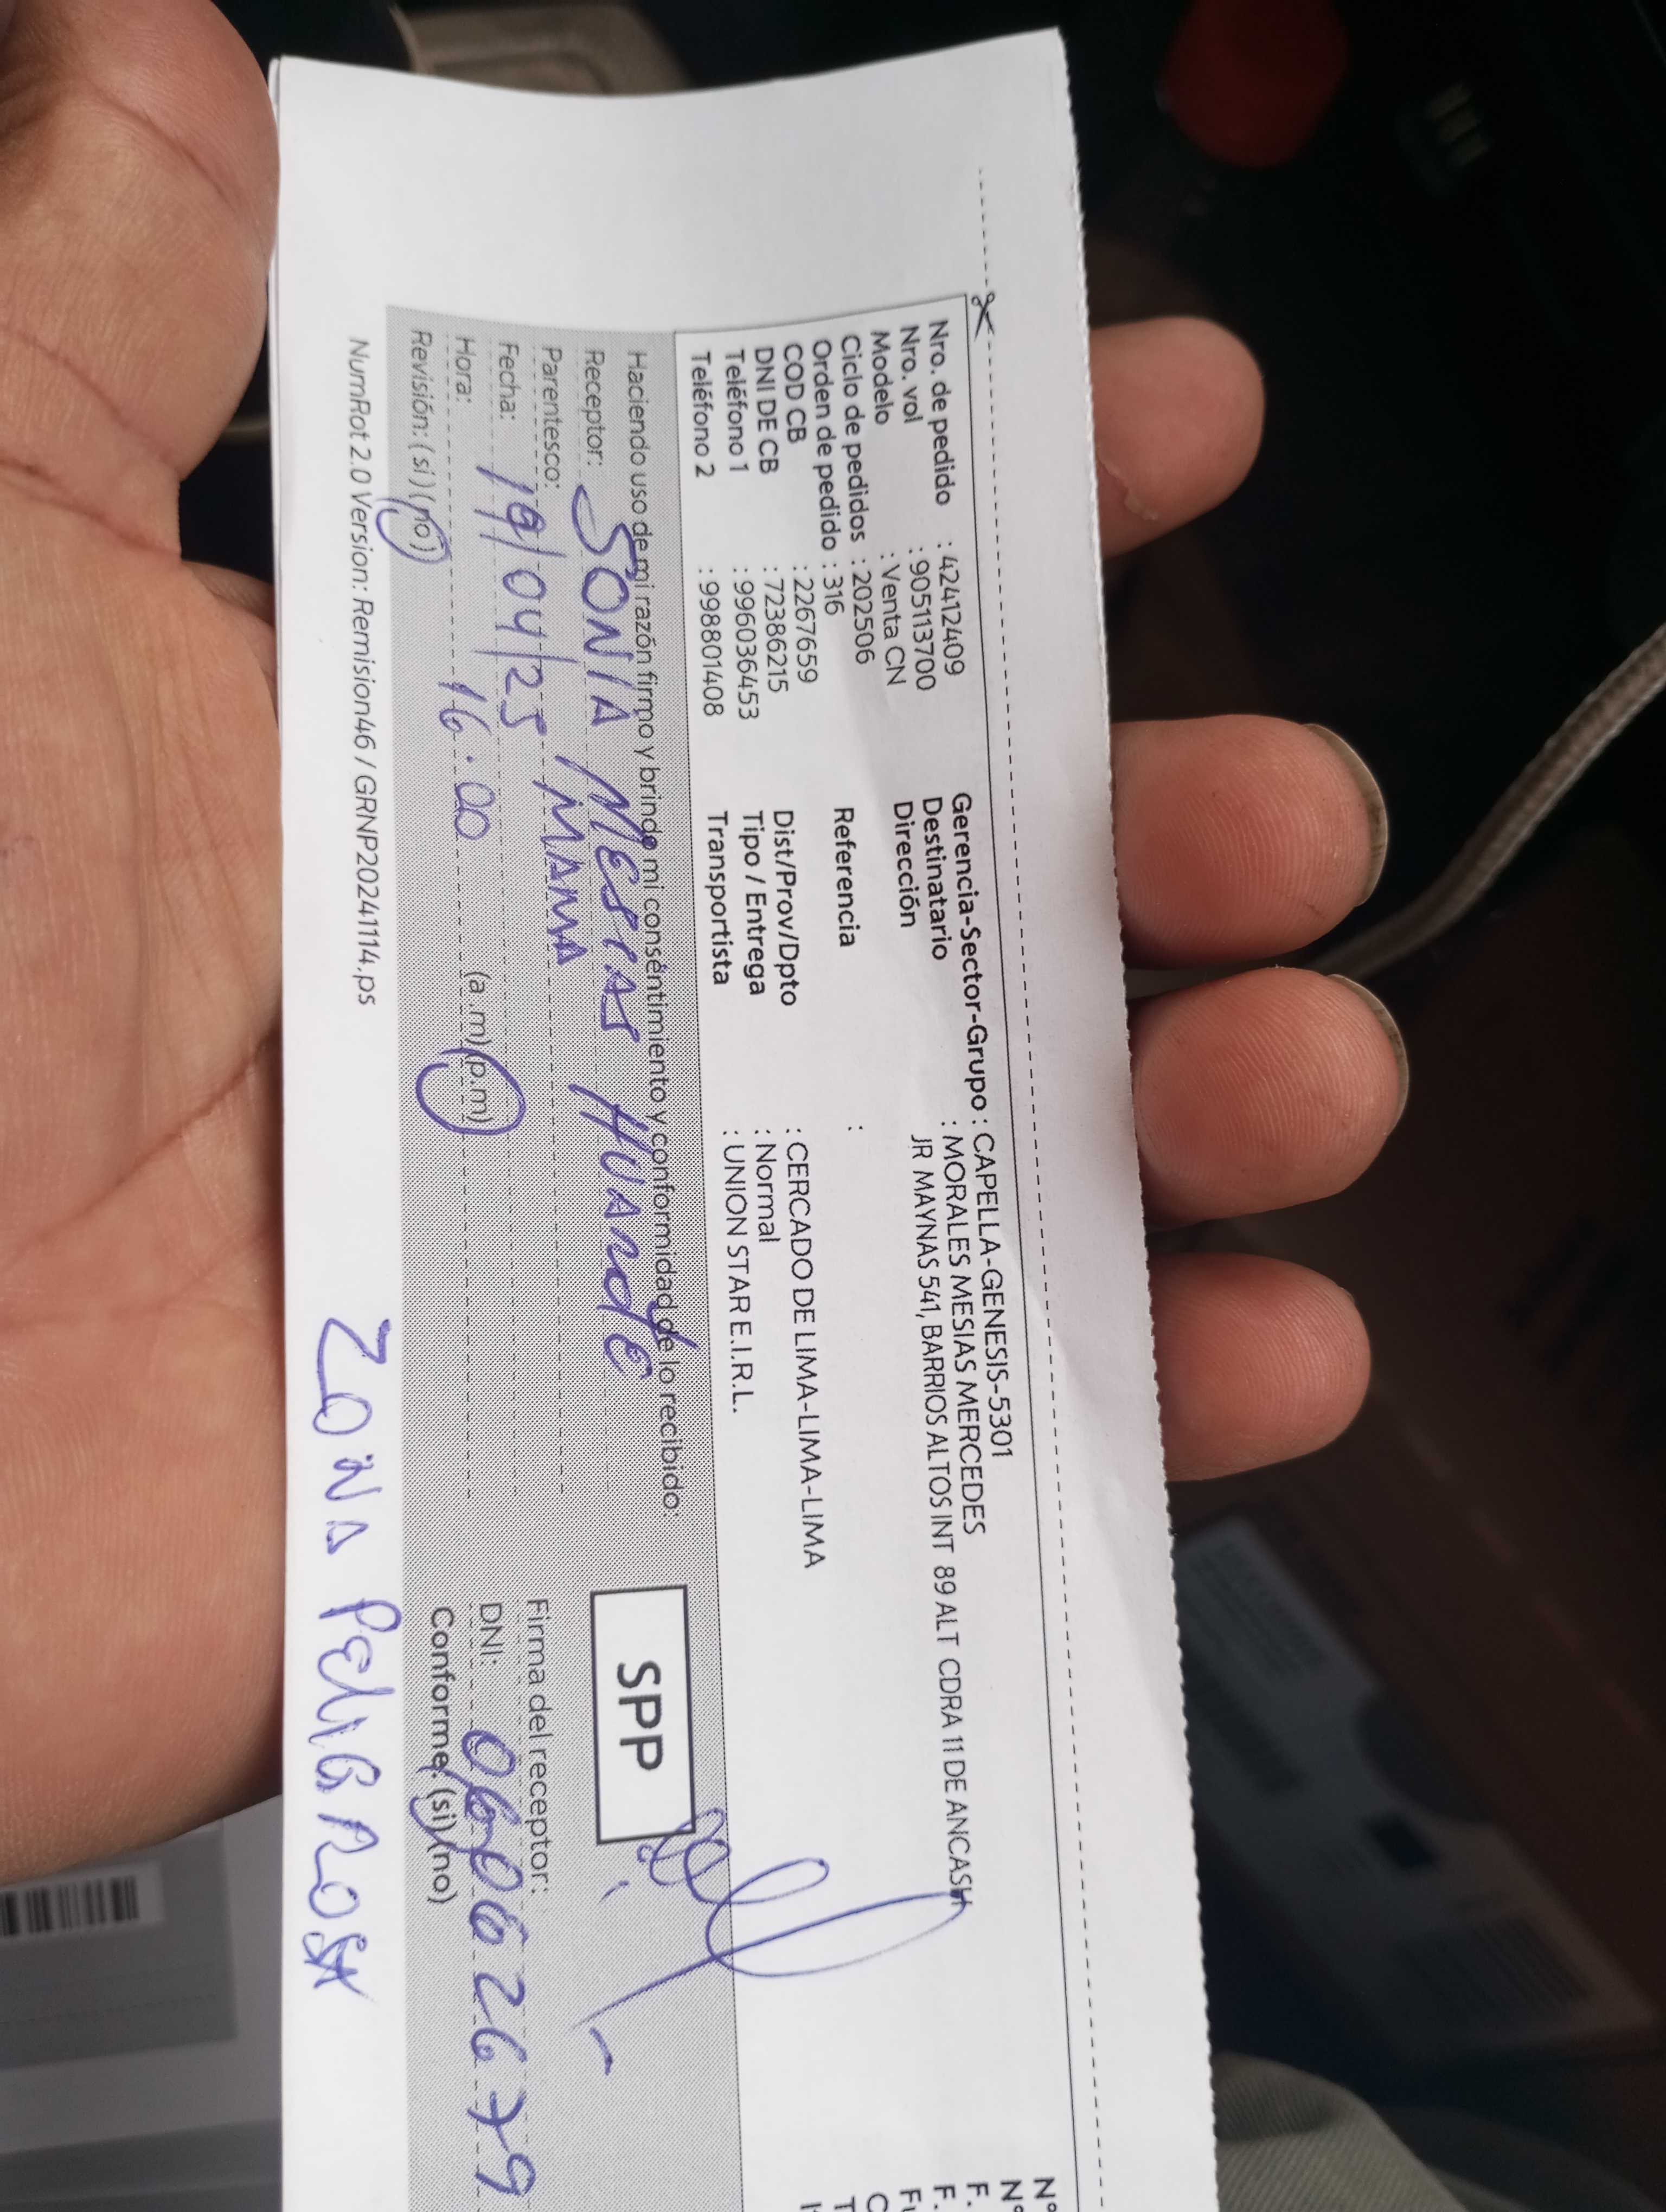 Nro. de pedido : 42412409
Nro. vol : 905113700
Modelo : Venta CN
Ciclo de pedidos : 202506
Orden de pedido : 316
COD CB : 2267659
DNI DE CB : 72386215
Teléfono 1 : 996036453
Teléfono 2 : 998801408
Gerencia-Sector-Grupo : CAPELLA-GENESIS-5301
Destinatario : MORALES MESIAS MERCEDES
Dirección JR MAYNAS 541, BARRIOS ALTOS INT 89 ALT CDRA 11 DE ANCASH
Referencia :
Dist/Prov/Dpto : CERCADO DE LIMA-LIMA-LIMA
Tipo / Entrega : Normal
Transportista : UNION STAR E.I.R.L.
Haciendo uso de mi razón firmo y brindo mi consentimiento y conformidad de lo recibido:
Receptor: SONIA MESIAS HUAROTE
Parentesco: MAMA
Fecha: 19/04/25
Hora: 16.00 (a.m) (p.m)
Revisión: (si) (no)
SPP
Firma del receptor:
DNI: 06062679
Conforme: (si) (no)
NumRot 2.0 Version: Remision46 / GRNP20241114.ps
ZONA PELIGROSA